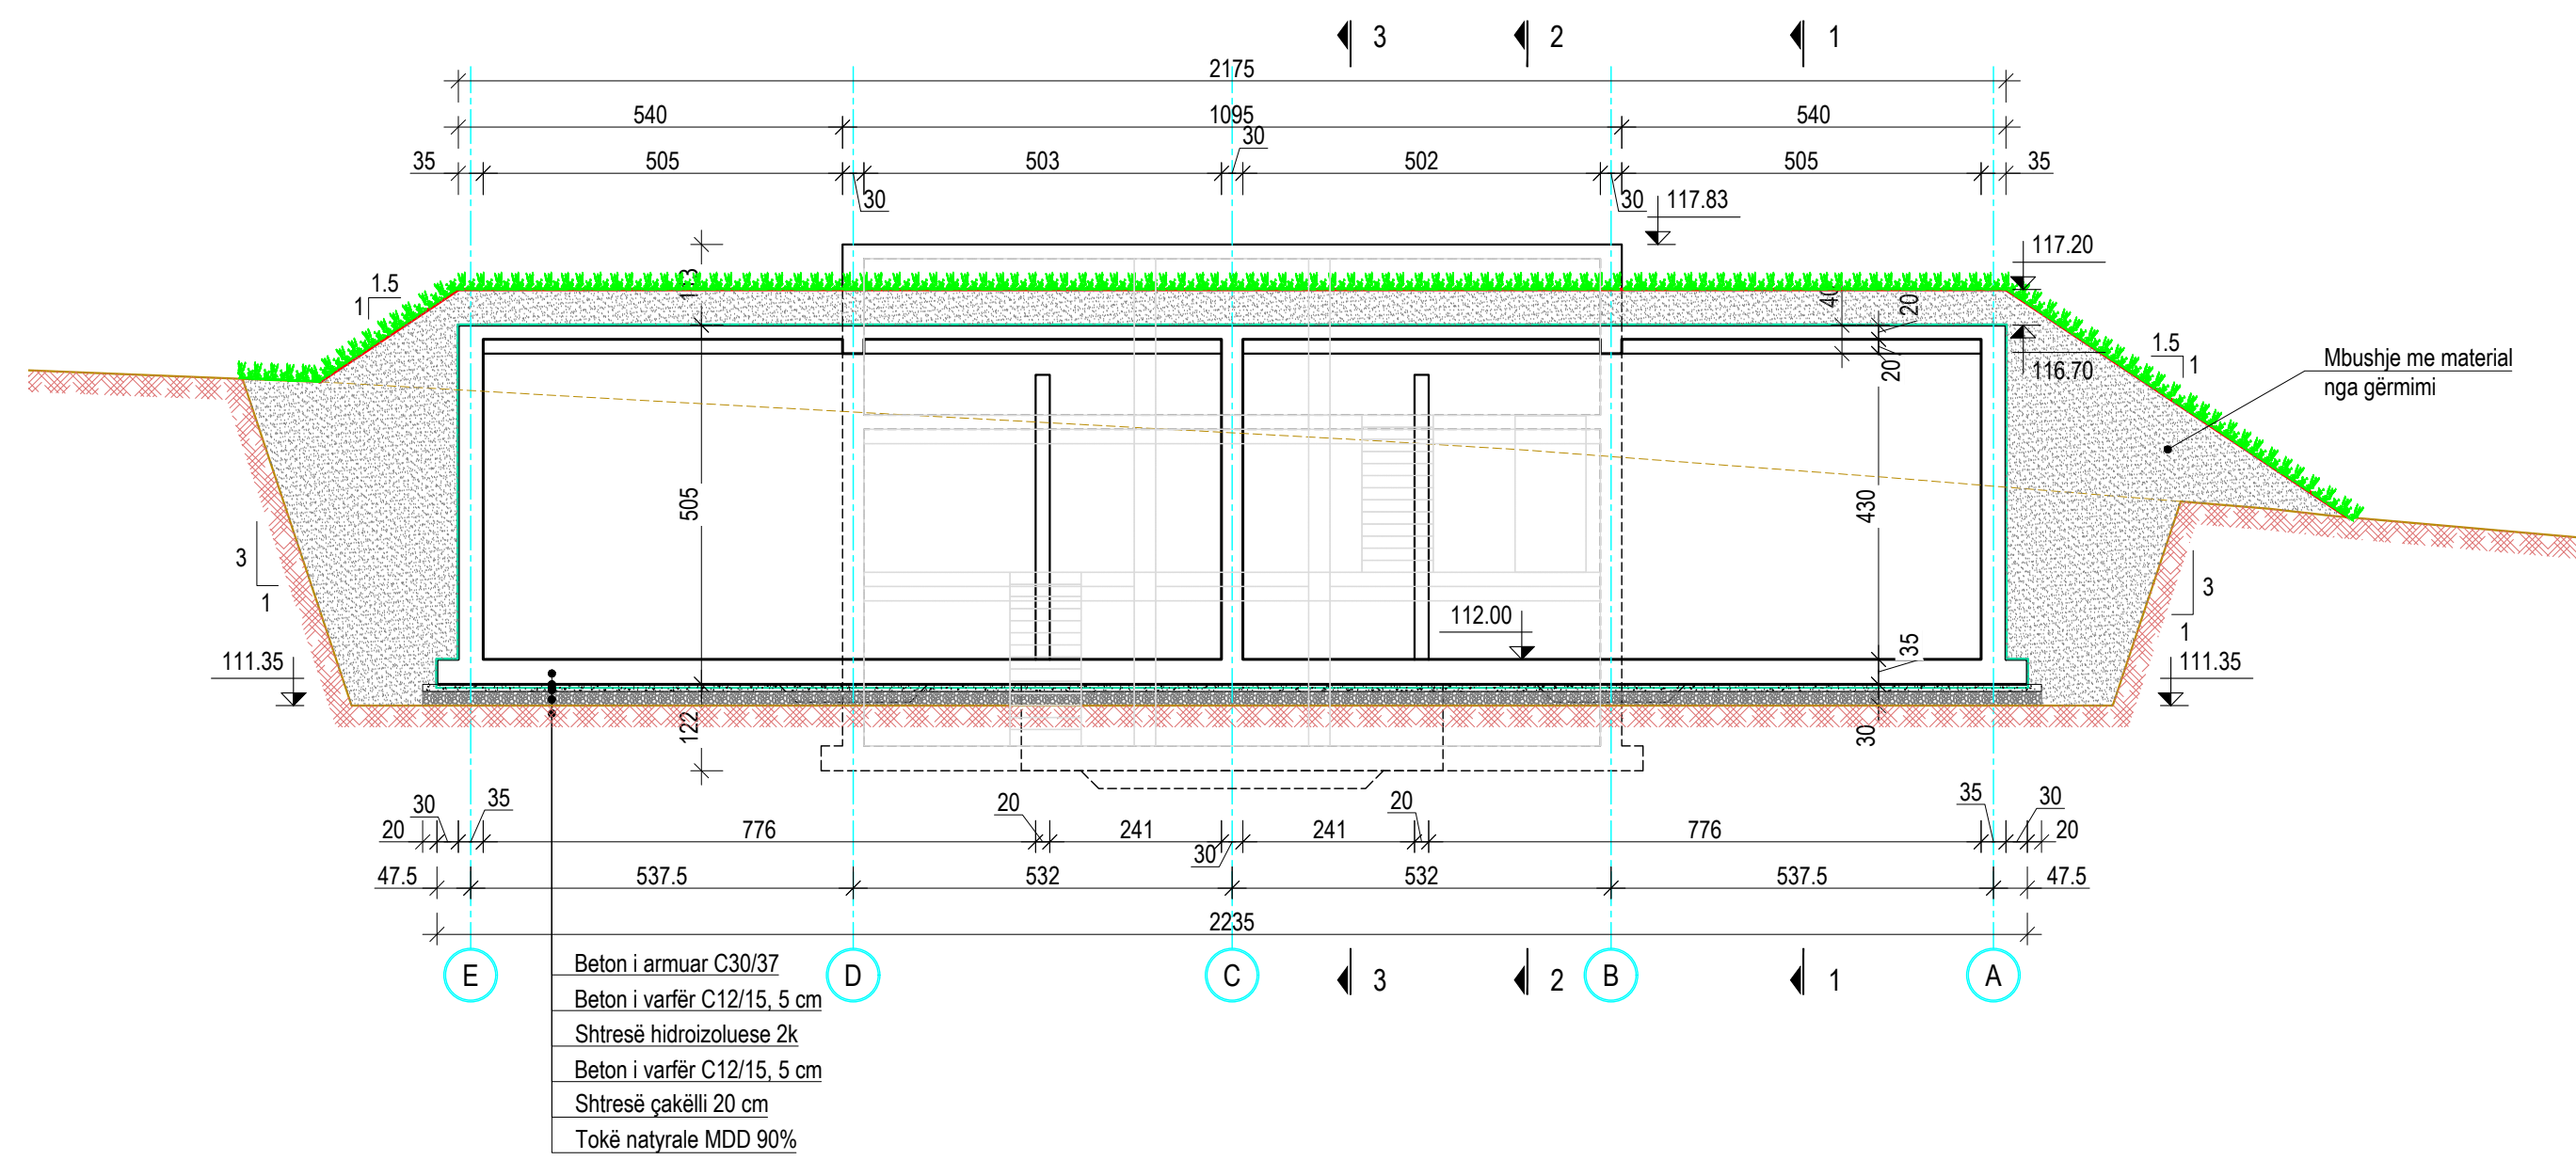 3 2 1
2175
540 1095 540
30
35 505 503 502 505 35
30 30 117.83
117.20
113
1.5
1
40 20
1.5
1
20 116.70
Mbushje me material
nga gërmimi
505 430
3
1
3
1
112.00
35
111.35 111.35
122 30
30 35 20 20 35 30
20 776 241 241 776 20
30
47.5 537.5 532 532 537.5 47.5
2235
E D C B A
3 2 1
Beton i armuar C30/37
Beton i varfër C12/15, 5 cm
Shtresë hidroizoluese 2k
Beton i varfër C12/15, 5 cm
Shtresë çakëlli 20 cm
Tokë natyrale MDD 90%